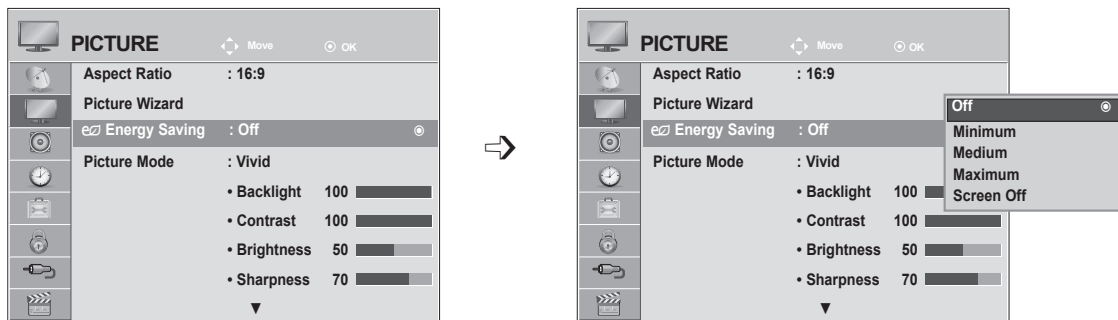 PICTURE Move OK
Aspect Ratio : 16:9
Picture Wizard
Energy Saving : Off
Picture Mode : Vivid
• Backlight 100
• Contrast 100
• Brightness 50
• Sharpness 70
PICTURE Move OK
Aspect Ratio : 16:9
Picture Wizard
Energy Saving : Off
Picture Mode : Vivid
• Backlight 100
• Contrast 100
• Brightness 50
• Sharpness 70
Off
Minimum
Medium
Maximum
Screen Off